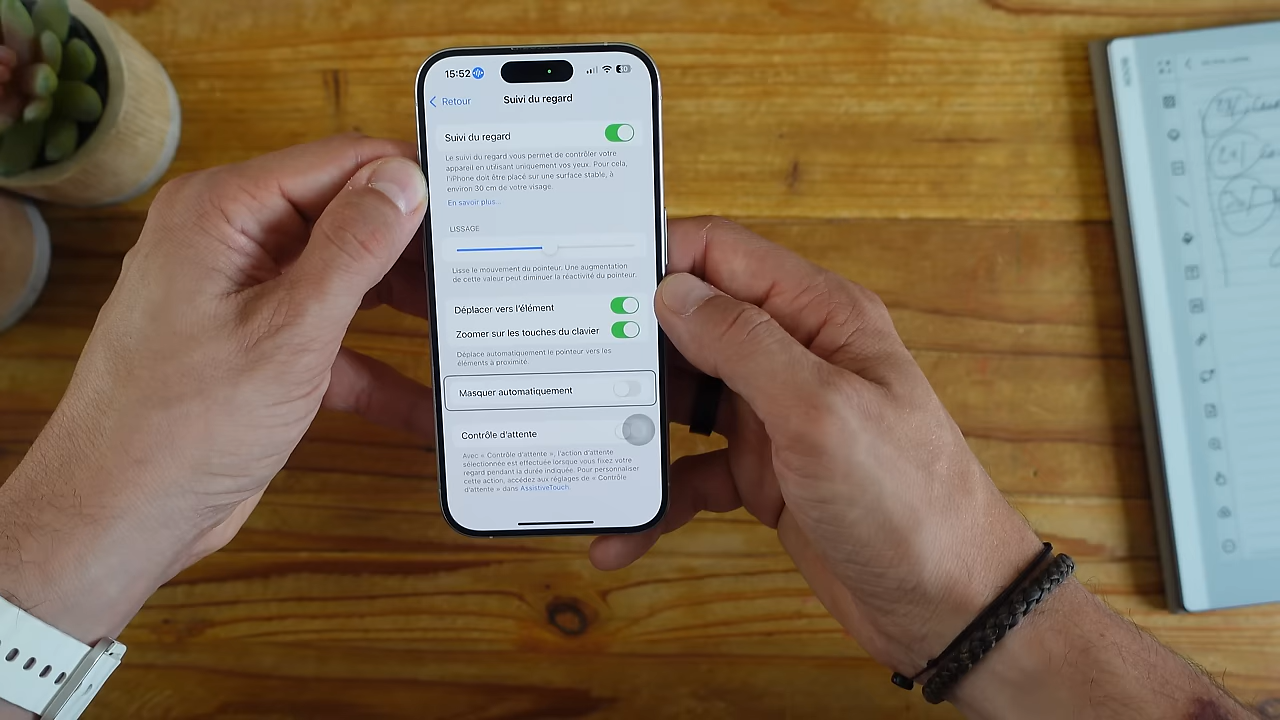 15:52
Retour
Suivi du regard
Suivi du regard
Le suivi du regard vous permet de contrôler votre
appareil en utilisant uniquement vos yeux. Pour cela,
l'iPhone doit être placé sur une surface stable, à
environ 30 cm de votre visage.
En savoir plus...
LISSAGE
Lisse le mouvement du pointeur. Une augmentation
de cette valeur peut diminuer la réactivité du pointeur.
Déplacer vers l'élément
Zoomer sur les touches du clavier
Déplace automatiquement le pointeur vers les
éléments à proximité.
Masquer automatiquement
Contrôle d'attente
Avec « Contrôle d'attente », l'action d'attente
sélectionnée est effectuée lorsque vous fixez votre
regard pendant la durée indiquée. Pour personnaliser
cette action, accédez aux réglages de « Contrôle
d'attente » dans AssistiveTouch.